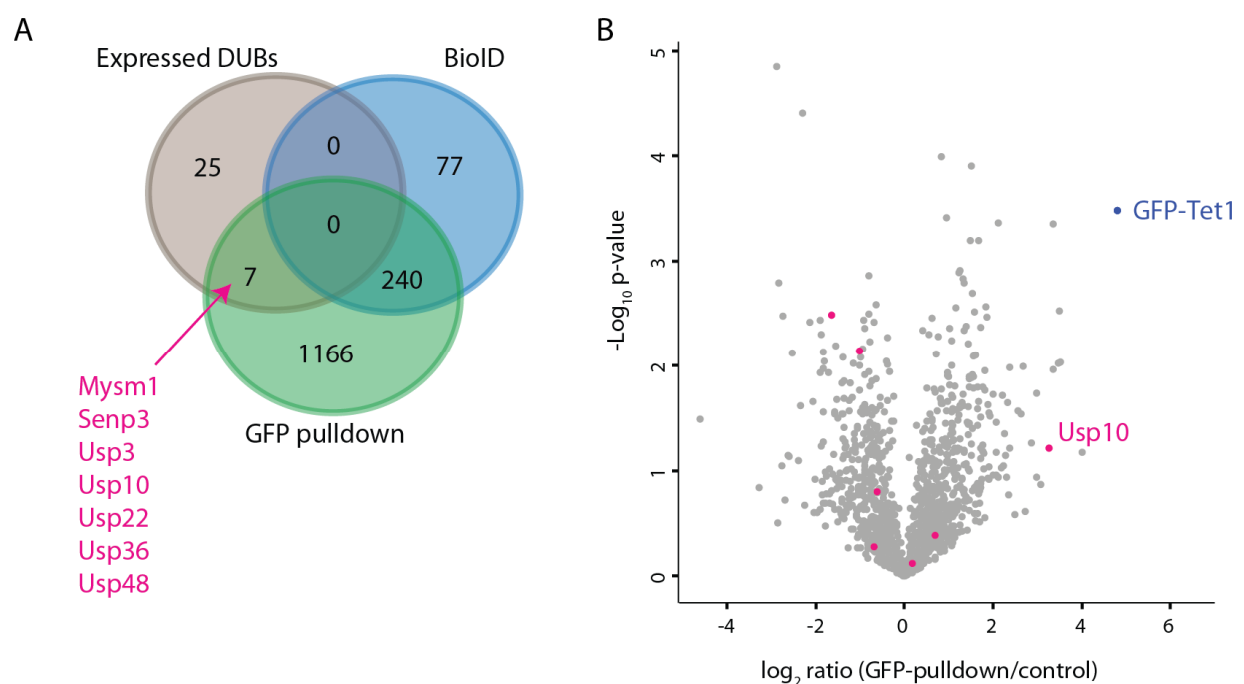 A
Expressed DUBs
BioID
25
0
77
0
7
240
1166
GFP pulldown
Mysm1
Senp3
Usp3
Usp10
Usp22
Usp36
Usp48
B
5
4
3
2
1
0
-Log10 p-value
GFP-Tet1
Usp10
-4
-2
0
2
4
6
log2 ratio (GFP-pulldown/control)